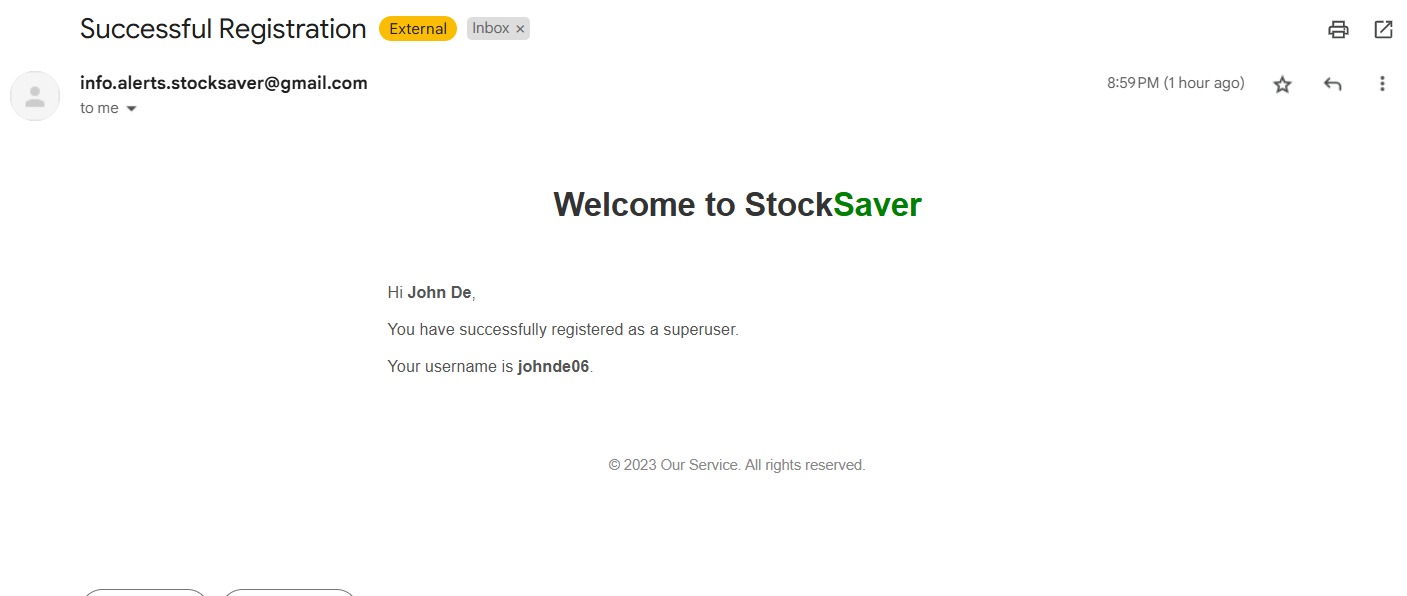 Successful Registration External Inbox ×
info.alerts.stocksaver@gmail.com 8:59 PM (1 hour ago)
to me
Welcome to StockSaver
Hi John De,
You have successfully registered as a superuser.
Your username is johnde06.
© 2023 Our Service. All rights reserved.